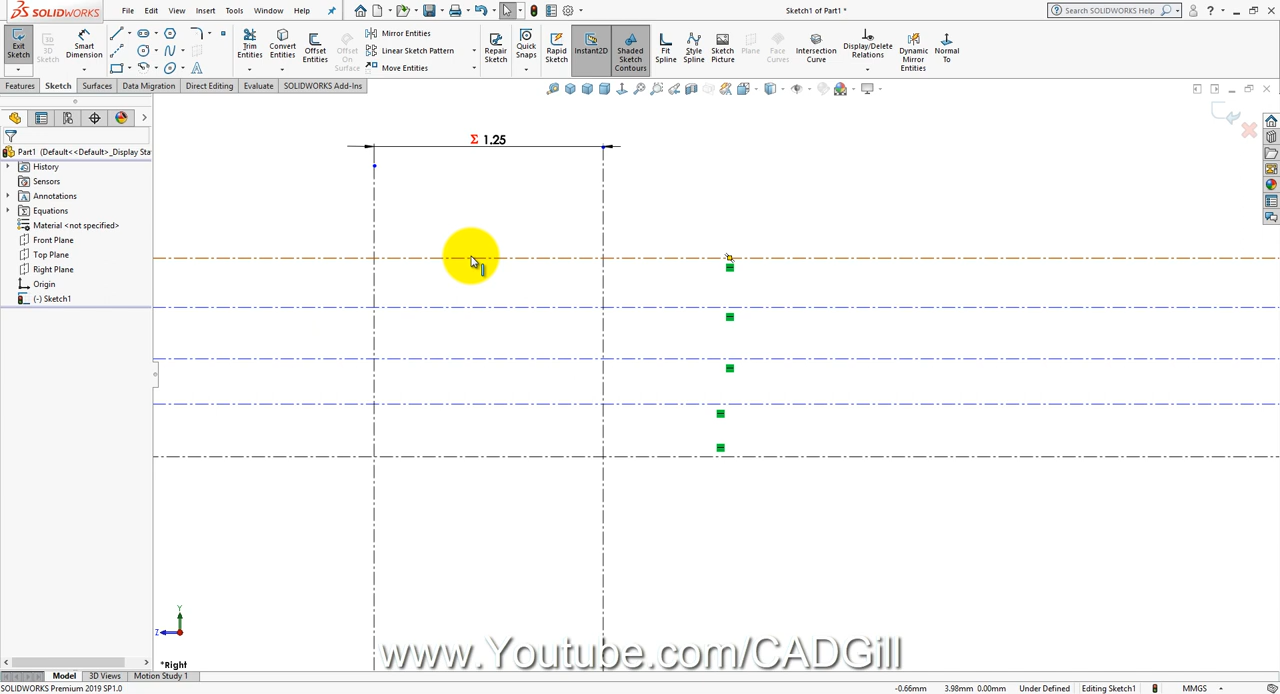 SOLIDWORKS File Edit View Insert Tools Window Help Sketch1 of Part1 * Search SOLIDWORKS Help
Exit Sketch 3D Sketch Smart Dimension Trim Entities Convert Entities Offset Entities Offset On Surface Mirror Entities Linear Sketch Pattern Move Entities Display/Delete Relations Repair Sketch Quick Snaps Rapid Sketch Instant2D Shaded Sketch Contours Fit Spline Style Spline Sketch Picture Plane Face Curves Intersection Curve Dynamic Mirror Entities Normal To
Features Sketch Surfaces Data Migration Direct Editing Evaluate SOLIDWORKS Add-Ins
Part1 (Default<<Default>_Display Sta
History
Sensors
Annotations
Equations
Material <not specified>
Front Plane
Top Plane
Right Plane
Origin
(-) Sketch1
Σ 1.25
Y
Z
*Right
www.Youtube.com/CADGill
Model 3D Views Motion Study 1
SOLIDWORKS Premium 2019 SP1.0 -0.66mm 3.98mm 0.00mm Under Defined Editing Sketch1 MMGS